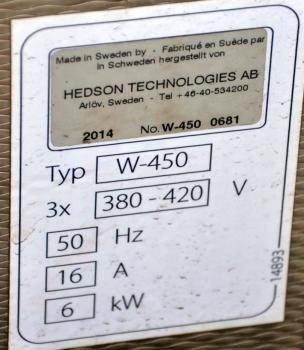 Made in Sweden by - Fabriqué en Suède par
in Schweden hergestellt von
HEDSON TECHNOLOGIES AB
Arlöv, Sweden - Tel +46-40-534200
2014 No. W-450 0681
Typ W-450
3x 380 - 420 V
50 Hz
16 A
6 kW
14893